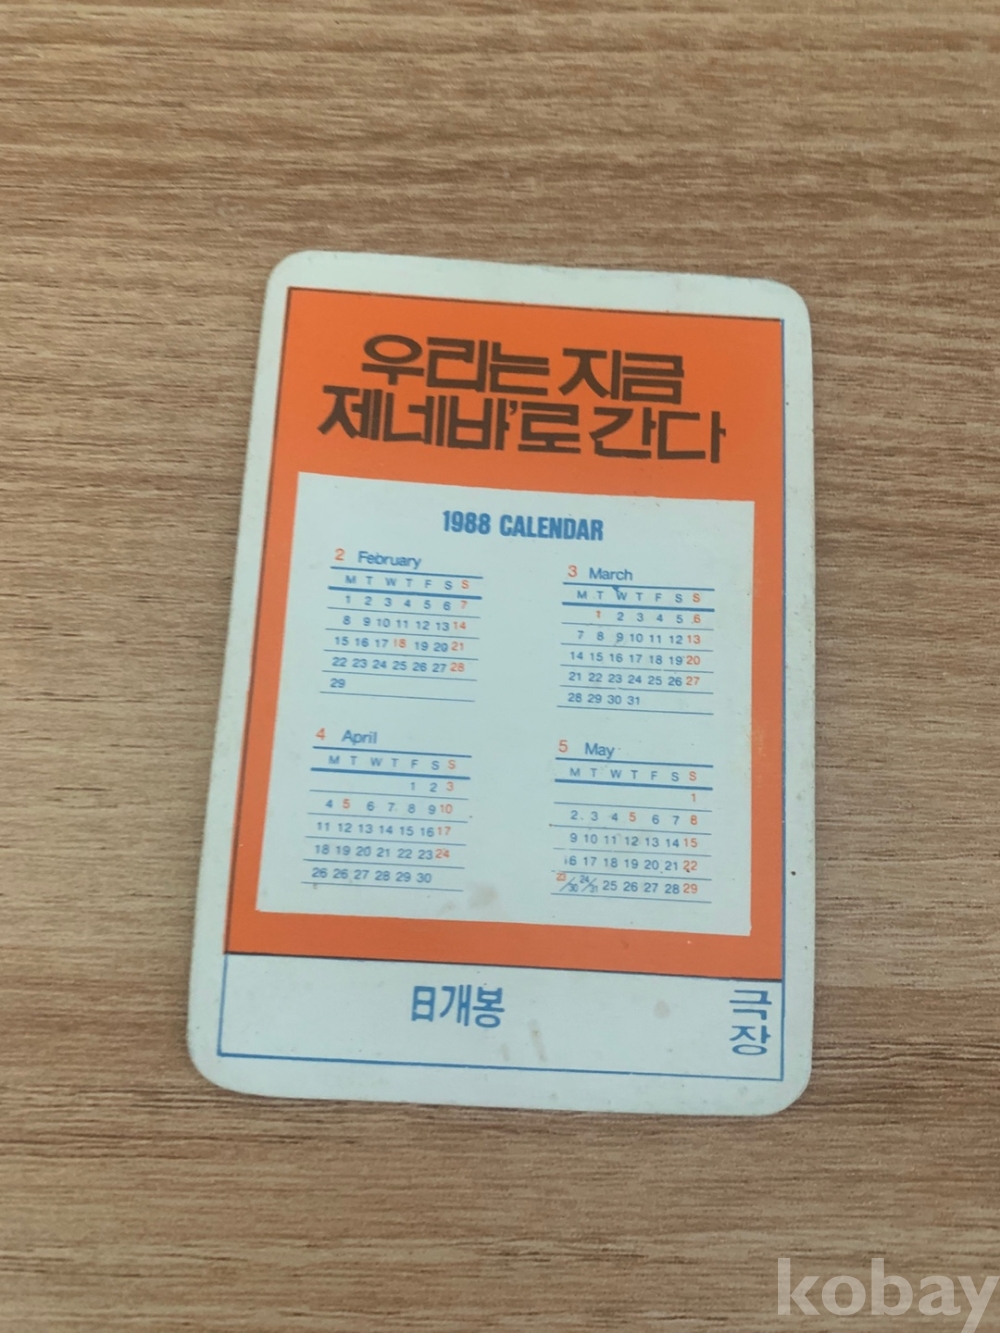 우리는 지금
제네바'로 간다
1988 CALENDAR
2 February
M T W T F S S
1 2 3 4 5 6 7
8 9 10 11 12 13 14
15 16 17 18 19 20 21
22 23 24 25 26 27 28
29
3 March
M T W T F S S
1 2 3 4 5 6
7 8 9 10 11 12 13
14 15 16 17 18 19 20
21 22 23 24 25 26 27
28 29 30 31
4 April
M T W T F S S
1 2 3
4 5 6 7 8 9 10
11 12 13 14 15 16 17
18 19 20 21 22 23 24
26 26 27 28 29 30
5 May
M T W T F S S
1
2 3 4 5 6 7 8
9 10 11 12 13 14 15
16 17 18 19 20 21 22
23/30 24/31 25 26 27 28 29
日개봉
극장
kobay